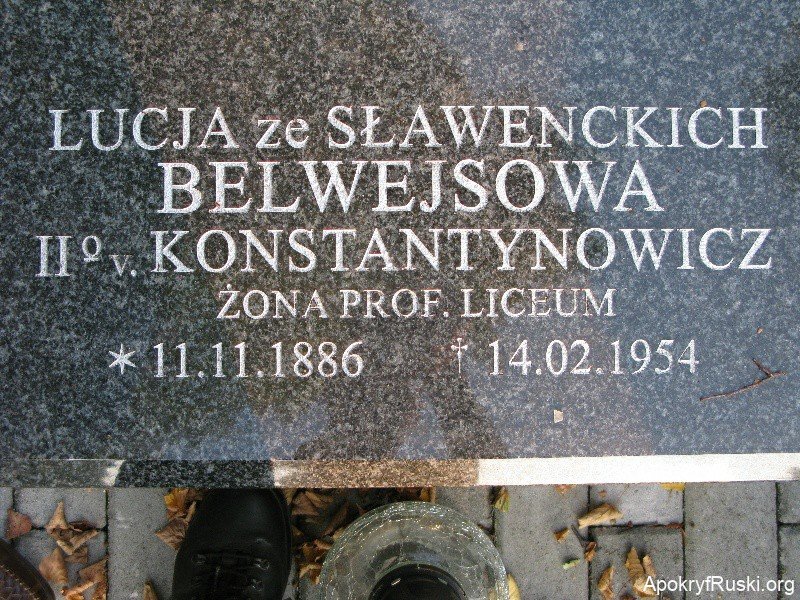 LUCJA ze SŁAWENCKICH
BELWEJSOWA
IIº v. KONSTANTYNOWICZ
ŻONA PROF. LICEUM
* 11.11.1886 † 14.02.1954
ApokryfRuski.org